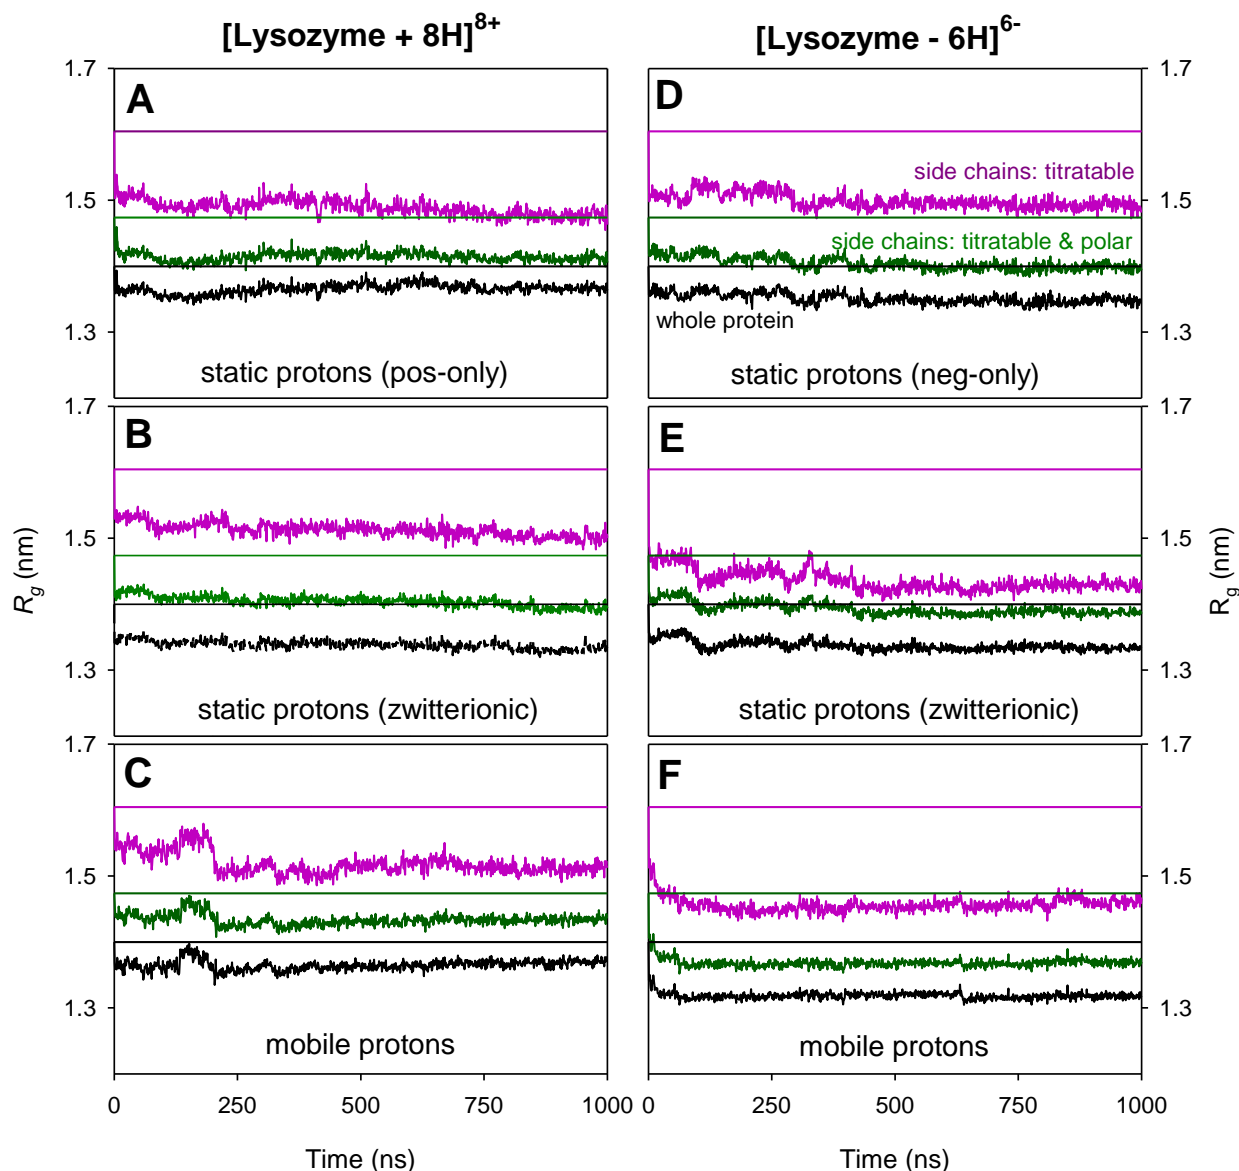 [Lysozyme + 8H]8+
[Lysozyme - 6H]6-
1.7
1.5
1.3
A
static protons (pos-only)
D
side chains: titratable
side chains: titratable & polar
whole protein
static protons (neg-only)
1.7
1.5
1.3
1.7
1.5
1.3
B
static protons (zwitterionic)
E
static protons (zwitterionic)
1.7
1.5
1.3
Rg (nm)
Rg (nm)
1.7
1.5
1.3
C
mobile protons
F
mobile protons
1.7
1.5
1.3
0 250 500 750 1000
0 250 500 750 1000
Time (ns)
Time (ns)